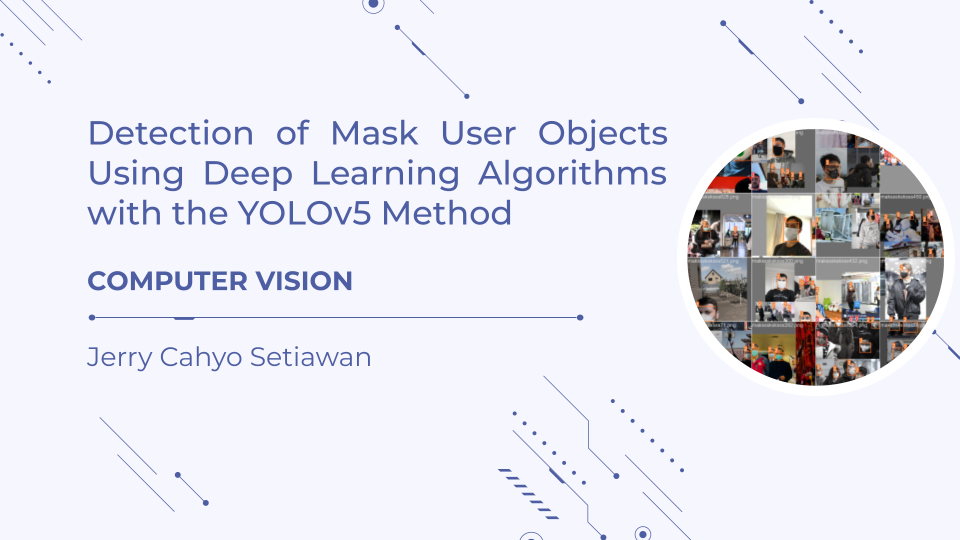 Detection of Mask User Objects
Using Deep Learning Algorithms
with the YOLOv5 Method
COMPUTER VISION
Jerry Cahyo Setiawan